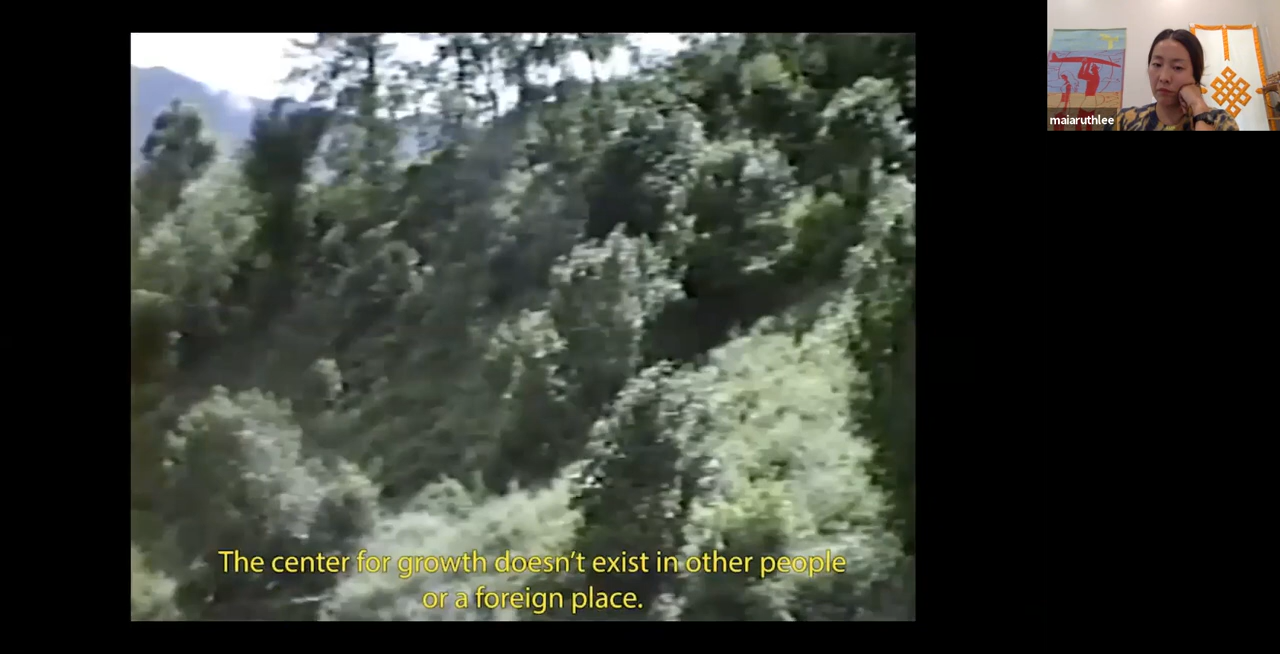 maiaruthlee
The center for growth doesn't exist in other people
or a foreign place.